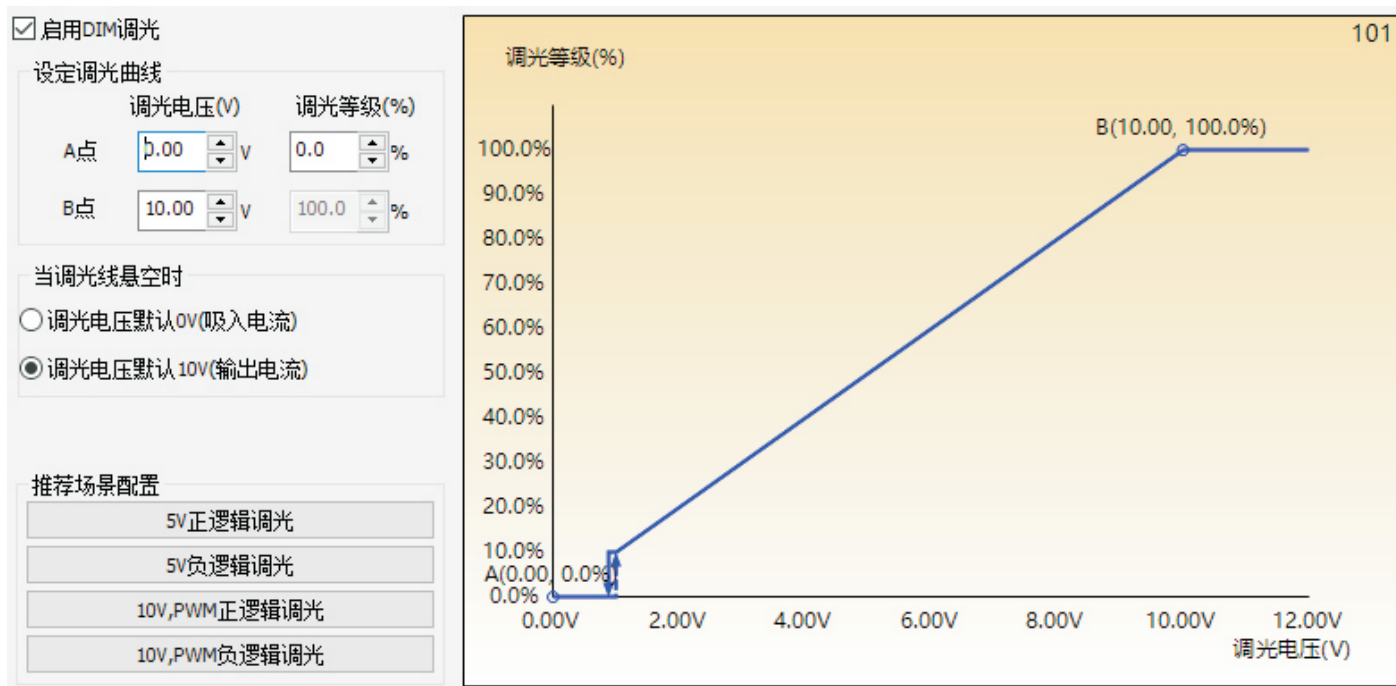 启用DIM调光
设定调光曲线
调光电压(V) 调光等级(%)
A点 0.00 V 0.0 %
B点 10.00 V 100.0 %
当调光线悬空时
调光电压默认0V(吸入电流)
调光电压默认10V(输出电流)
推荐场景配置
5V正逻辑调光
5V负逻辑调光
10V,PWM正逻辑调光
10V,PWM负逻辑调光
101
调光等级(%)
B(10.00, 100.0%)
100.0%
90.0%
80.0%
70.0%
60.0%
50.0%
40.0%
30.0%
20.0%
10.0%
A(0.00, 0.0%)
0.0%
0.00V 2.00V 4.00V 6.00V 8.00V 10.00V 12.00V
调光电压(V)